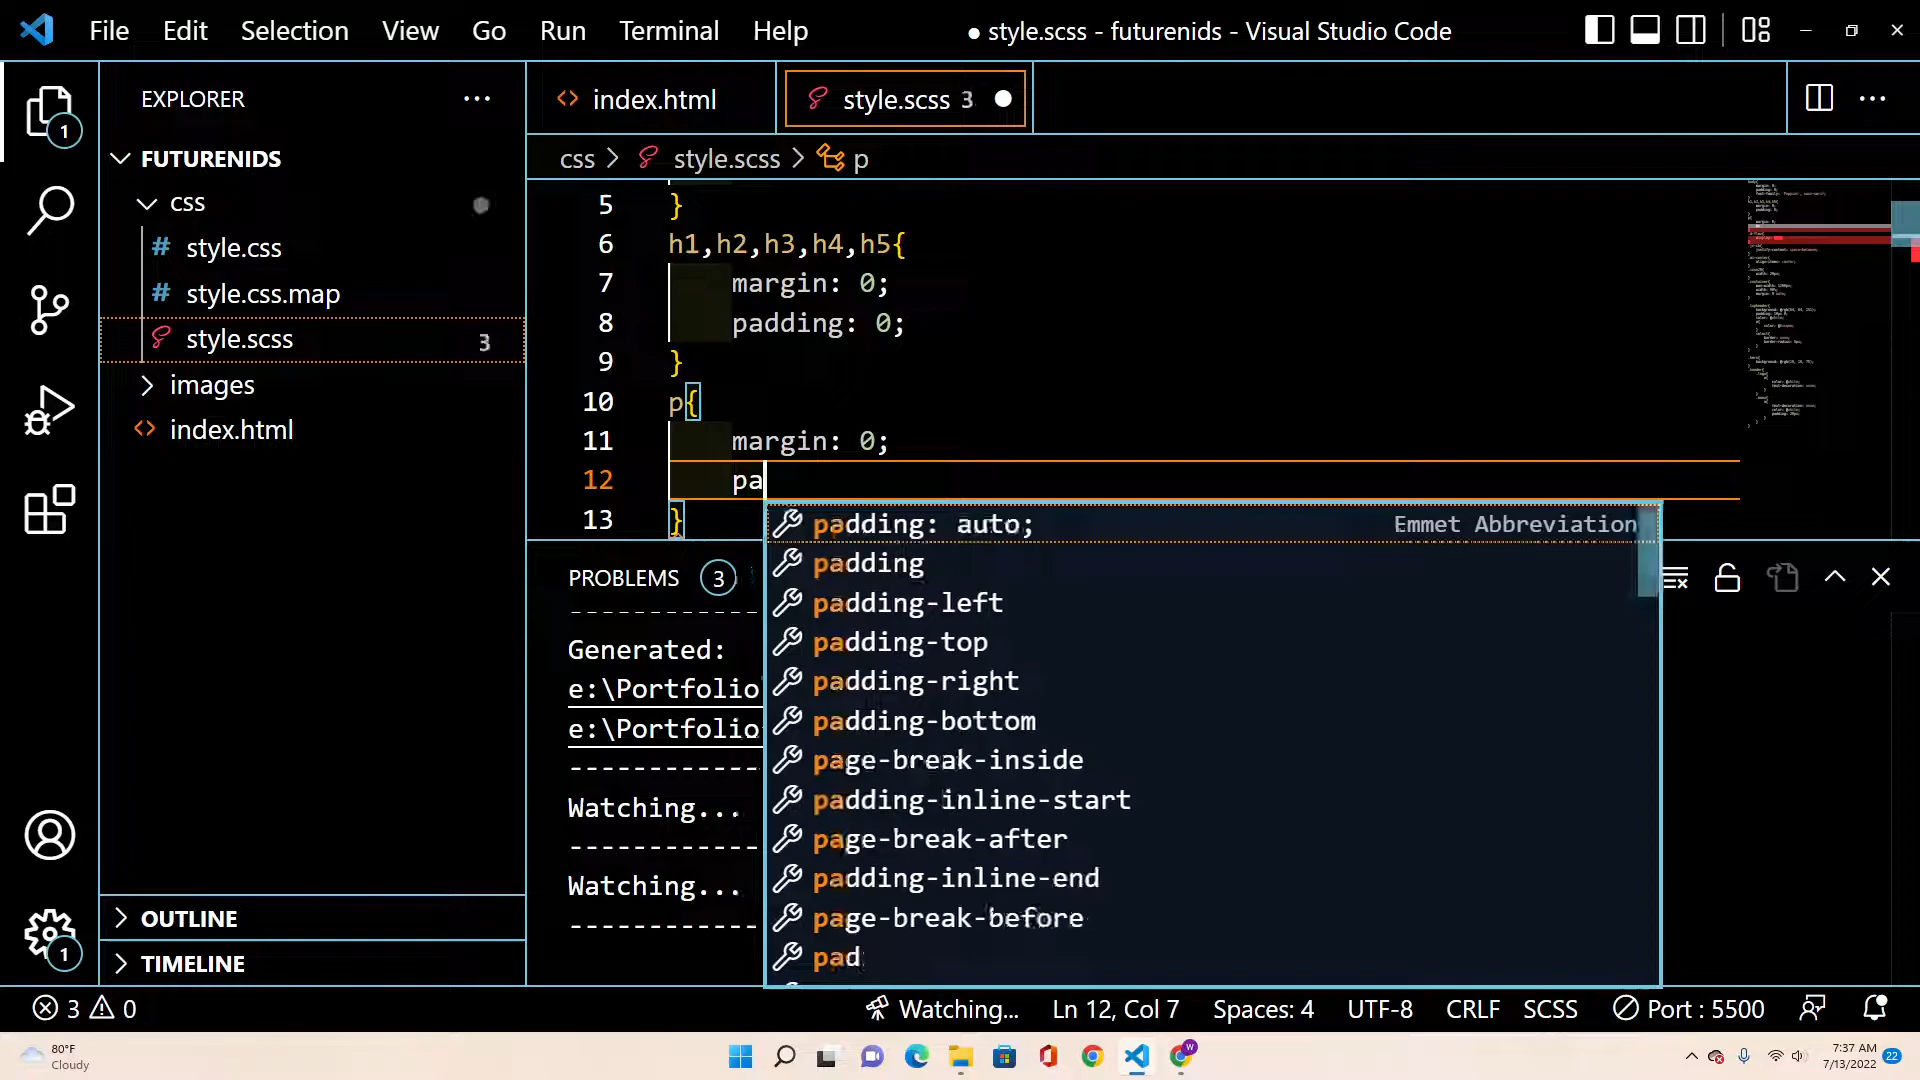 File Edit Selection View Go Run Terminal Help
● style.scss - futurenids - Visual Studio Code
EXPLORER
FUTURENIDS
css
style.css
style.css.map
style.scss 3
images
index.html
OUTLINE
TIMELINE
1
1
index.html
style.scss 3
css > style.scss > p
5 }
6 h1,h2,h3,h4,h5{
7 margin: 0;
8 padding: 0;
9 }
10 p{
11 margin: 0;
12 pa
13 }
padding: auto; Emmet Abbreviation
padding
padding-left
padding-top
padding-right
padding-bottom
page-break-inside
padding-inline-start
page-break-after
padding-inline-end
page-break-before
pad
PROBLEMS 3
Generated:
e:\Portfolio
e:\Portfolio
--------------------
Watching...
--------------------
Watching...
--------------------
3 0
Watching... Ln 12, Col 7 Spaces: 4 UTF-8 CRLF SCSS Port : 5500
80°F
Cloudy
W
7:37 AM
7/13/2022
22